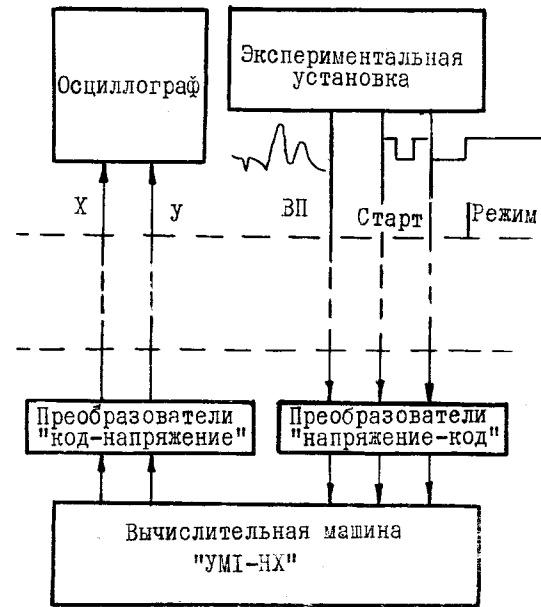 Осциллограф
Экспериментальная
установка
X
У
ВП
Старт
Режим
Преобразователи
"код-напряжение"
Преобразователи
"напряжение-код"
Вычислительная машина
"УМI-НХ"